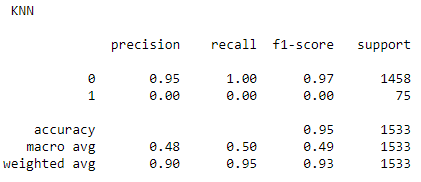 KNN
precision recall f1-score support
0 0.95 1.00 0.97 1458
1 0.00 0.00 0.00 75
accuracy 0.95 1533
macro avg 0.48 0.50 0.49 1533
weighted avg 0.90 0.95 0.93 1533